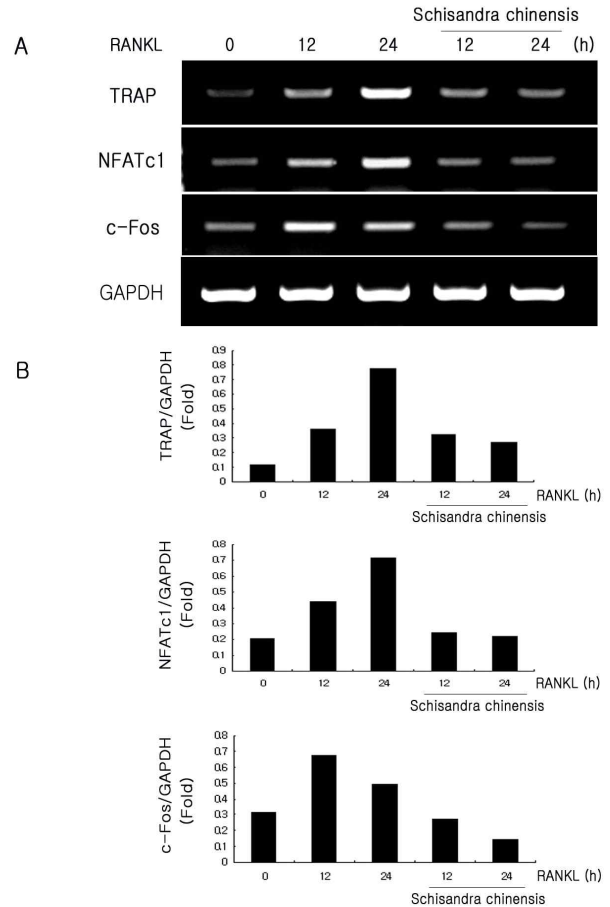 Schisandra chinensis
A RANKL 0 12 24 12 24 (h)
TRAP
NFATc1
c-Fos
GAPDH
B
TRAP/GAPDH
(Fold)
0.9
0.8
0.7
0.6
0.5
0.4
0.3
0.2
0.1
0
0 12 24 12 24 RANKL (h)
Schisandra chinensis
NFATc1/GAPDH
(Fold)
0.8
0.7
0.6
0.5
0.4
0.3
0.2
0.1
0
0 12 24 12 24 RANKL (h)
Schisandra chinensis
c-Fos/GAPDH
(Fold)
0.8
0.7
0.6
0.5
0.4
0.3
0.2
0.1
0
0 12 24 12 24 RANKL (h)
Schisandra chinensis